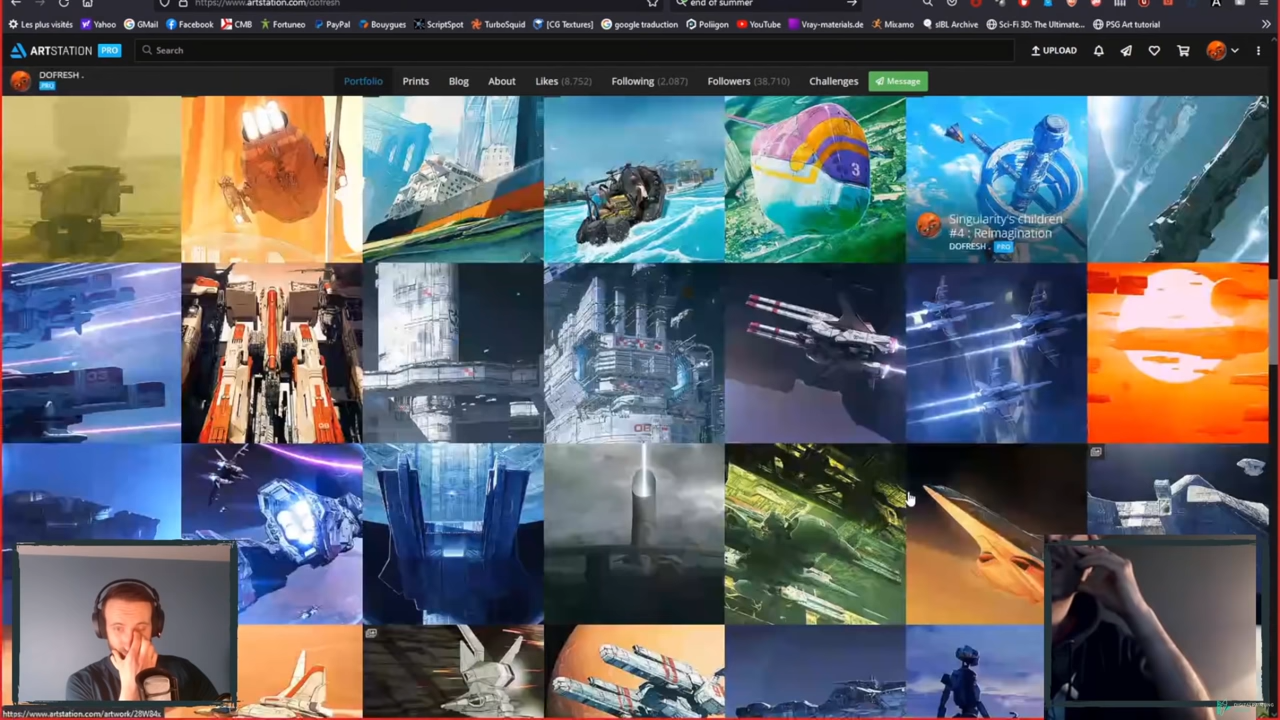 www.artstation.com/dofresh
end of summer
Les plus visités
Yahoo
GMail
Facebook
CMB
Fortuneo
PayPal
Bouygues
ScriptSpot
TurboSquid
[CG Textures]
google traduction
Poliigon
YouTube
Vray-materials.de
Mixamo
sIBL Archive
Sci-Fi 3D: The Ultimate...
PSG Art tutorial
ARTSTATION PRO
Search
UPLOAD
DOFRESH .
PRO
Portfolio
Prints
Blog
About
Likes (8,752)
Following (2,087)
Followers (38,710)
Challenges
Message
3
Singularity's children
#4 : Reimagination
DOFRESH . PRO
03
08
08
https://www.artstation.com/artwork/28W84x